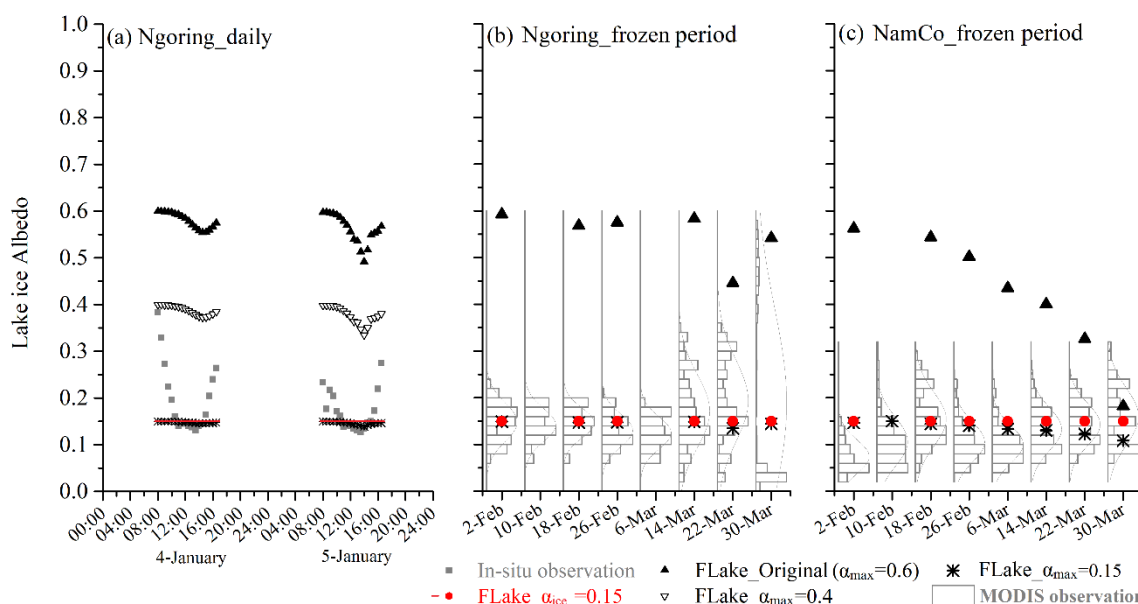 (a) Ngoring_daily
(b) Ngoring_frozen period
(c) NamCo_frozen period
Lake ice Albedo
1.0
0.9
0.8
0.7
0.6
0.5
0.4
0.3
0.2
0.1
0.0
00:00 04:00 08:00 12:00 16:00 20:00 00:00 04:00 08:00 12:00 16:00 20:00 24:00
4-January 5-January
2-Feb 10-Feb 18-Feb 26-Feb 6-Mar 14-Mar 22-Mar 30-Mar
2-Feb 10-Feb 18-Feb 26-Feb 6-Mar 14-Mar 22-Mar 30-Mar
In-situ observation FLake_Original (αmax=0.6) FLake_αmax=0.15
FLake_αice=0.15 FLake_αmax=0.4 MODIS observation